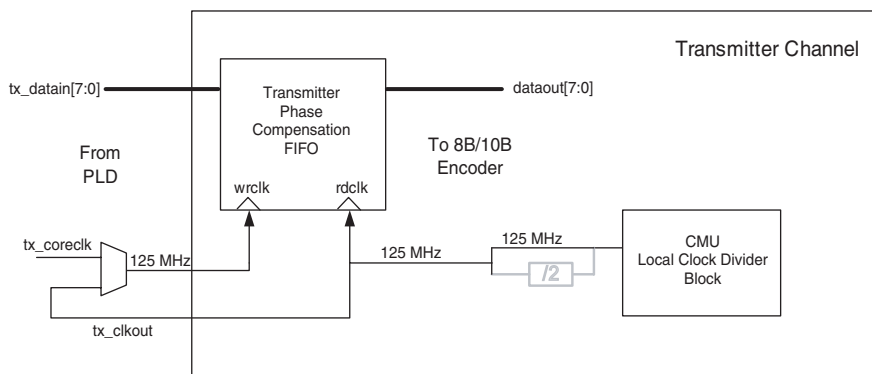 Transmitter Channel
tx_datain[7:0]
Transmitter
Phase
Compensation
FIFO
dataout[7:0]
From
PLD
To 8B/10B
Encoder
wrclk
rdclk
tx_coreclk
125 MHz
125 MHz
125 MHz
/2
CMU
Local Clock Divider
Block
tx_clkout